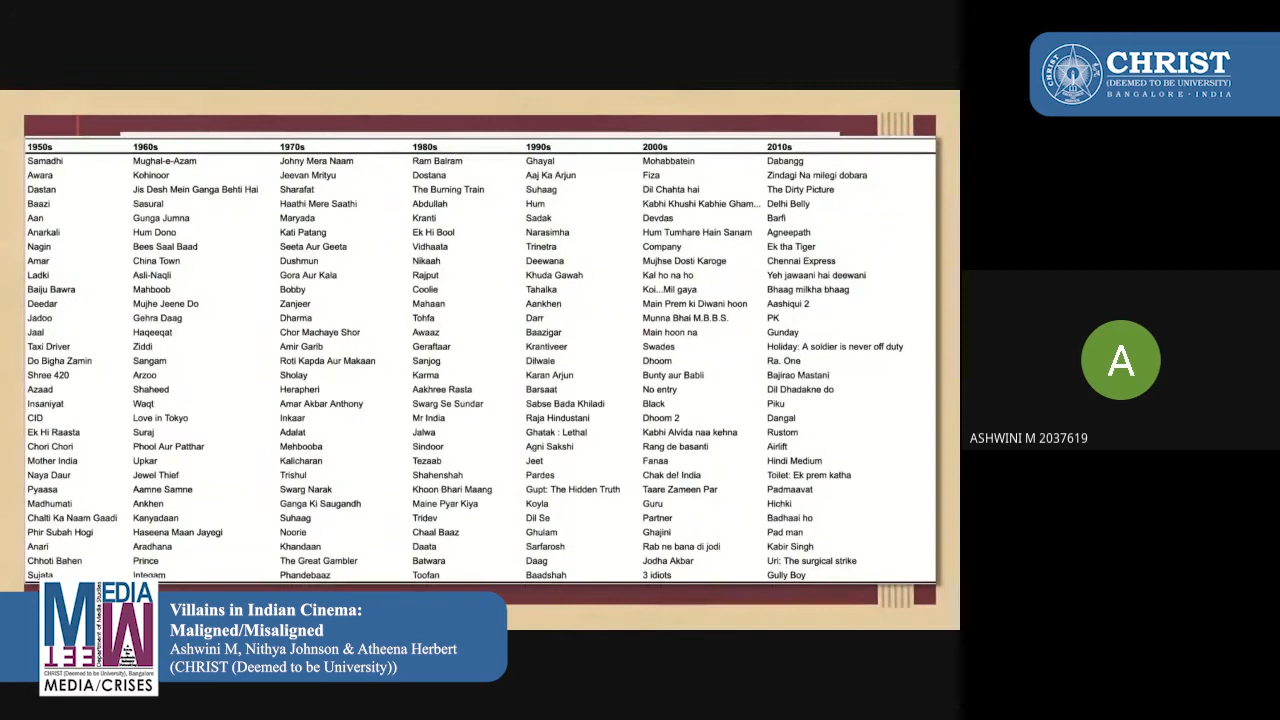 CHRIST
(DEEMED TO BE UNIVERSITY)
BANGALORE · INDIA
1950s 1960s 1970s 1980s 1990s 2000s 2010s
Samadhi Mughal-e-Azam Johny Mera Naam Ram Balram Ghayal Mohabbatein Dabangg
Awara Kohinoor Jeevan Mrityu Dostana Aaj Ka Arjun Fiza Zindagi Na milegi dobara
Dastan Jis Desh Mein Ganga Behti Hai Sharafat The Burning Train Suhaag Dil Chahta hai The Dirty Picture
Baazi Sasural Haathi Mere Saathi Abdullah Hum Kabhi Khushi Kabhie Gham... Delhi Belly
Aan Gunga Jumna Maryada Kranti Sadak Devdas Barfi
Anarkali Hum Dono Kati Patang Ek Hi Bool Narasimha Hum Tumhare Hain Sanam Agneepath
Nagin Bees Saal Baad Seeta Aur Geeta Vidhaata Trinetra Company Ek tha Tiger
Amar China Town Dushmun Nikaah Deewana Mujhse Dosti Karoge Chennai Express
Ladki Asli-Naqli Gora Aur Kala Rajput Khuda Gawah Kal ho na ho Yeh jawaani hai deewani
Baiju Bawra Mahboob Bobby Coolie Tahalka Koi...Mil gaya Bhaag milkha bhaag
Deedar Mujhe Jeene Do Zanjeer Mahaan Aankhen Main Prem ki Diwani hoon Aashiqui 2
Jadoo Gehra Daag Dharma Tohfa Darr Munna Bhai M.B.B.S. PK
Jaal Haqeeqat Chor Machaye Shor Awaaz Baazigar Main hoon na Gunday
Taxi Driver Ziddi Amir Garib Geraftaar Krantiveer Swades Holiday: A soldier is never off duty
Do Bigha Zamin Sangam Roti Kapda Aur Makaan Sanjog Dilwale Dhoom Ra. One
Shree 420 Arzoo Sholay Karma Karan Arjun Bunty aur Babli Bajirao Mastani
Azaad Shaheed Herapheri Aakhree Rasta Barsaat No entry Dil Dhadakne do
Insaniyat Waqt Amar Akbar Anthony Swarg Se Sundar Sabse Bada Khiladi Black Piku
CID Love in Tokyo Inkaar Mr India Raja Hindustani Dhoom 2 Dangal
Ek Hi Raasta Suraj Adalat Jalwa Ghatak : Lethal Kabhi Alvida naa kehna Rustom
Chori Chori Phool Aur Patthar Mehbooba Sindoor Agni Sakshi Rang de basanti Airlift
Mother India Upkar Kalicharan Tezaab Jeet Fanaa Hindi Medium
Naya Daur Jewel Thief Trishul Shahenshah Pardes Chak de! India Toilet: Ek prem katha
Pyaasa Aamne Samne Swarg Narak Khoon Bhari Maang Gupt: The Hidden Truth Taare Zameen Par Padmaavat
Madhumati Ankhen Ganga Ki Saugandh Maine Pyar Kiya Koyla Guru Hichki
Chalti Ka Naam Gaadi Kanyadaan Suhaag Tridev Dil Se Partner Badhaai ho
Phir Subah Hogi Haseena Maan Jayegi Noorie Chaal Baaz Ghulam Ghajini Pad man
Anari Aradhana Khandaan Daata Sarfarosh Rab ne bana di jodi Kabir Singh
Chhoti Bahen Prince The Great Gambler Batwara Daag Jodha Akbar Uri: The surgical strike
Sujata Inteqam Phandebaaz Toofan Baadshah 3 idiots Gully Boy
A
ASHWINI M 2037619
Villains in Indian Cinema:
Maligned/Misaligned
Ashwini M, Nithya Johnson & Atheena Herbert
(CHRIST (Deemed to be University))
MEDIA
MEET
CHRIST (Deemed to be University), Bangalore
MEDIA/CRISES